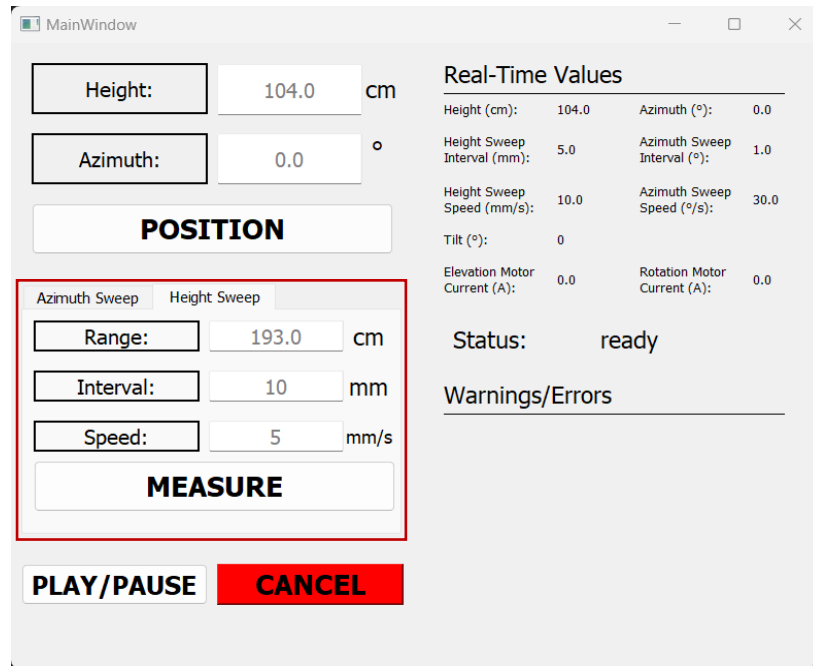 MainWindow
Height: 104.0 cm
Azimuth: 0.0 °
POSITION
Azimuth Sweep Height Sweep
Range: 193.0 cm
Interval: 10 mm
Speed: 5 mm/s
MEASURE
PLAY/PAUSE CANCEL
Real-Time Values
Height (cm): 104.0 Azimuth (°): 0.0
Height Sweep
Interval (mm): 5.0
Azimuth Sweep
Interval (°): 1.0
Height Sweep
Speed (mm/s): 10.0
Azimuth Sweep
Speed (°/s): 30.0
Tilt (°): 0
Elevation Motor
Current (A): 0.0
Rotation Motor
Current (A): 0.0
Status: ready
Warnings/Errors